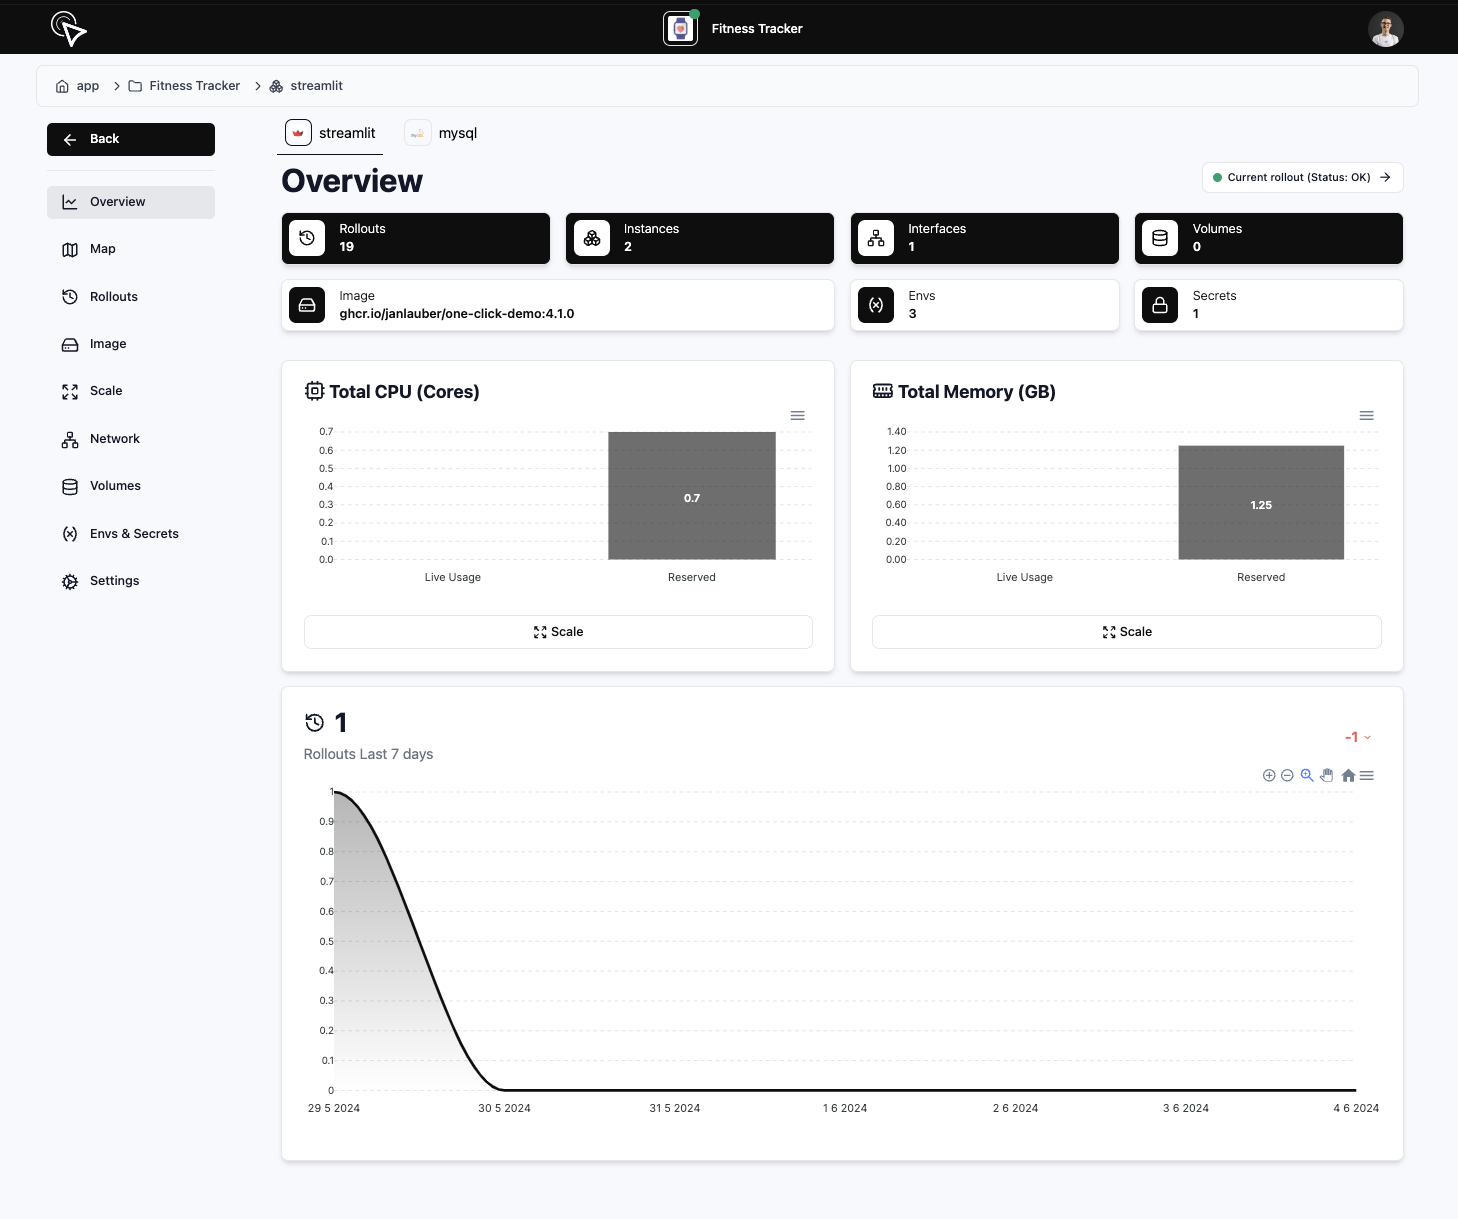 Fitness Tracker
app
Fitness Tracker
streamlit
Back
Overview
Map
Rollouts
Image
Scale
Network
Volumes
Envs & Secrets
Settings
streamlit
mysql
Overview
Current rollout (Status: OK)
Rollouts
19
Instances
2
Interfaces
1
Volumes
0
Image
ghcr.io/janlauber/one-click-demo:4.1.0
Envs
3
Secrets
1
Total CPU (Cores)
0.7
0.6
0.5
0.4
0.3
0.2
0.1
0.0
0.7
Live Usage
Reserved
Scale
Total Memory (GB)
1.40
1.20
1.00
0.80
0.60
0.40
0.20
0.00
1.25
Live Usage
Reserved
Scale
1
Rollouts Last 7 days
-1
1
0.9
0.8
0.7
0.6
0.5
0.4
0.3
0.2
0.1
0
29 5 2024
30 5 2024
31 5 2024
1 6 2024
2 6 2024
3 6 2024
4 6 2024